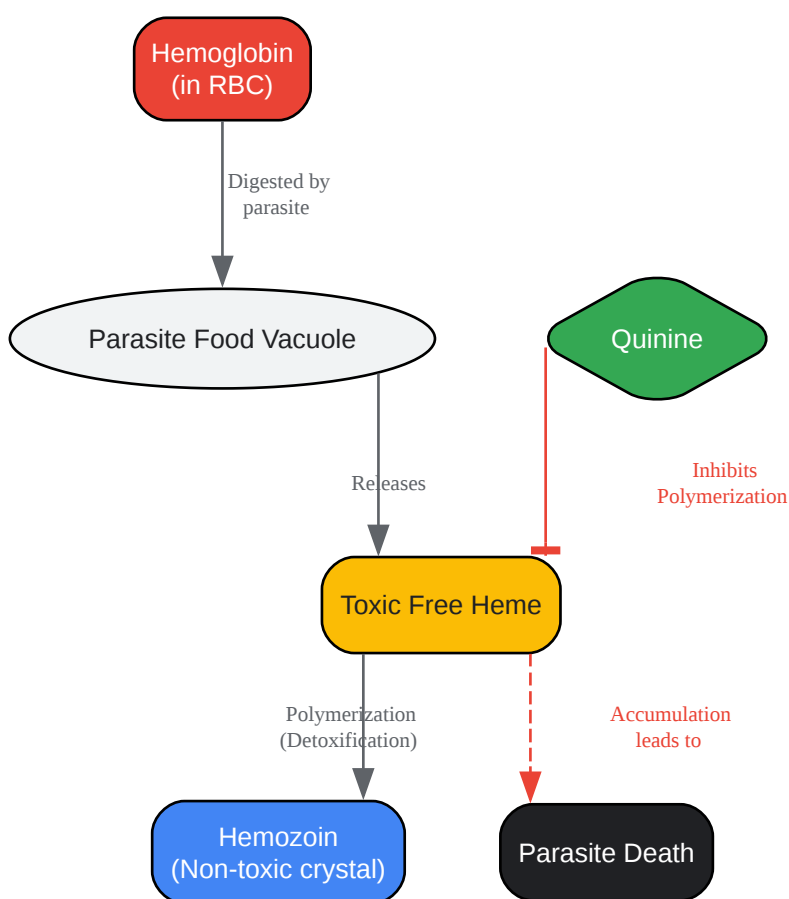 Hemoglobin
(in RBC)
Digested by
parasite
Parasite Food Vacuole
Quinine
Releases
Inhibits
Polymerization
Toxic Free Heme
Polymerization
(Detoxification)
Accumulation
leads to
Hemozoin
(Non-toxic crystal)
Parasite Death